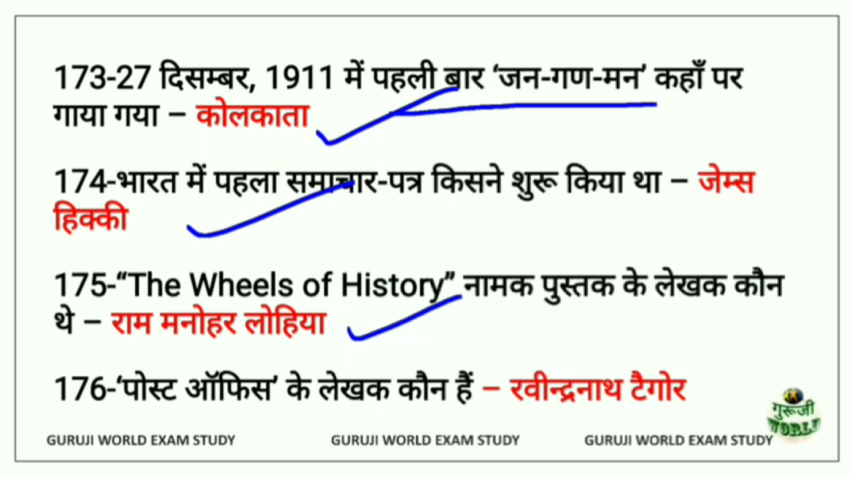 173-27 दिसम्बर, 1911 में पहली बार ‘जन-गण-मन’ कहाँ पर
गाया गया – कोलकाता
174-भारत में पहला समाचार-पत्र किसने शुरू किया था – जेम्स
हिक्की
175-“The Wheels of History” नामक पुस्तक के लेखक कौन
थे – राम मनोहर लोहिया
176-‘पोस्ट ऑफिस’ के लेखक कौन हैं – रवीन्द्रनाथ टैगोर
गुरूजी
WORLD
GURUJI WORLD EXAM STUDY GURUJI WORLD EXAM STUDY GURUJI WORLD EXAM STUDY